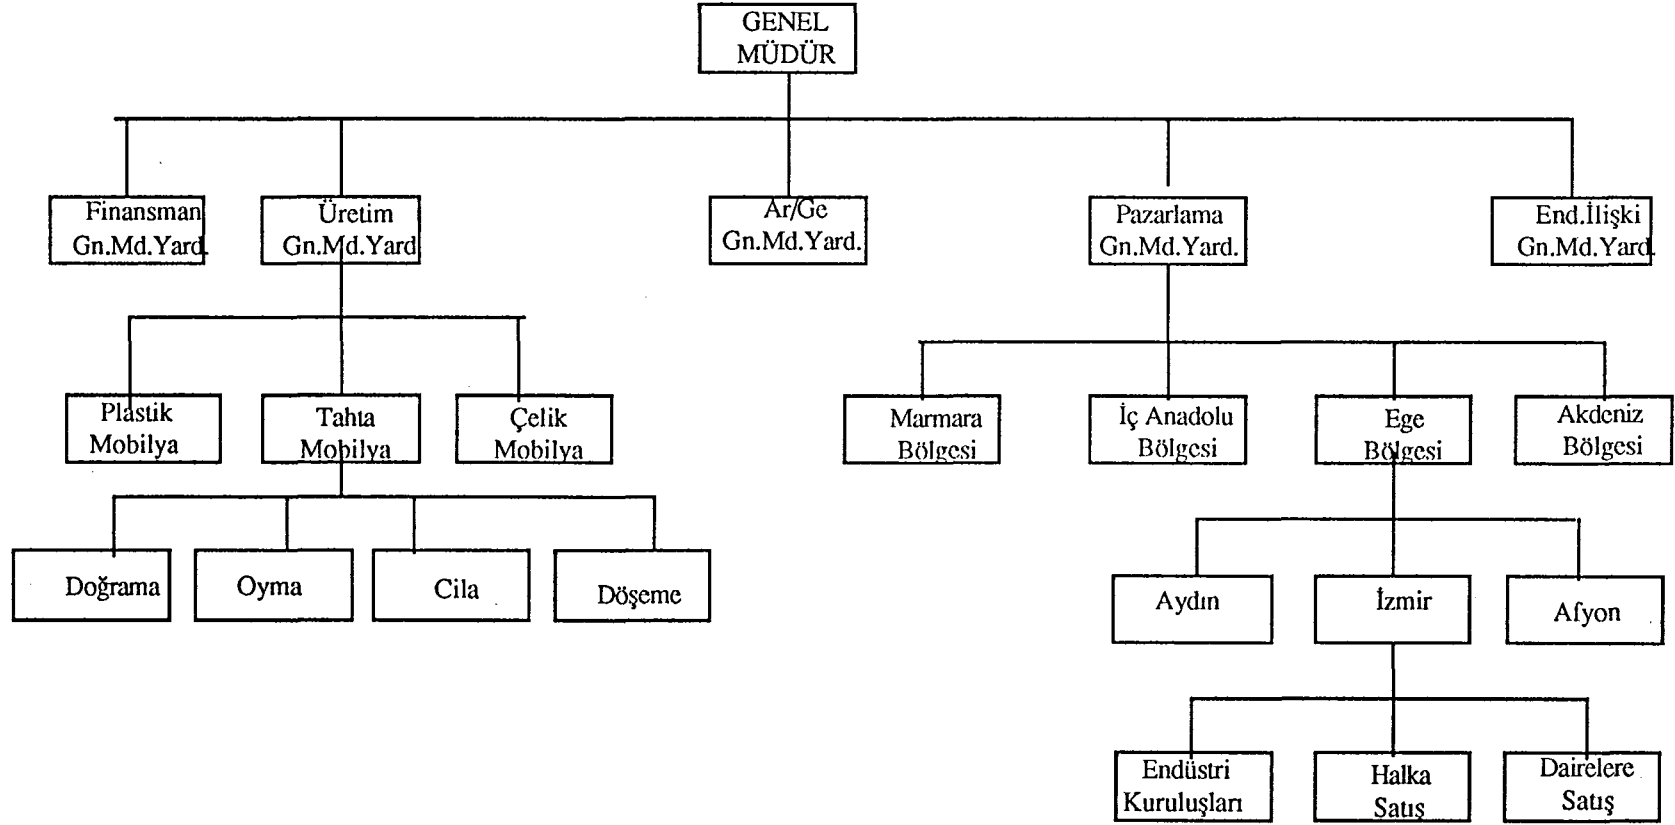 GENEL
MÜDÜR
Finansman
Gn.Md.Yard.
Üretim
Gn.Md.Yard
Ar/Ge
Gn.Md.Yard.
Pazarlama
Gn.Md.Yard.
End.İlişki
Gn.Md.Yard.
Plastik
Mobilya
Tahta
Mobilya
Çelik
Mobilya
Marmara
Bölgesi
İç Anadolu
Bölgesi
Ege
Bölgesi
Akdeniz
Bölgesi
Doğrama
Oyma
Cila
Döşeme
Aydın
İzmir
Afyon
Endüstri
Kuruluşları
Halka
Satış
Dairelere
Satış